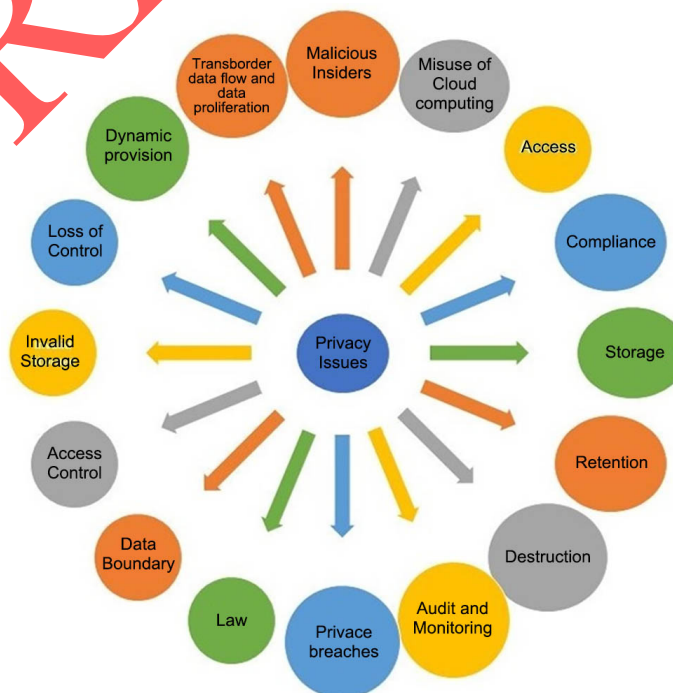 Malicious
Insiders
Misuse of
Cloud
computing
Access
Compliance
Storage
Retention
Destruction
Audit and
Monitoring
Privace
breaches
Law
Data
Boundary
Access
Control
Invalid
Storage
Loss of
Control
Dynamic
provision
Transborder
data flow and
data
proliferation
Privacy
Issues